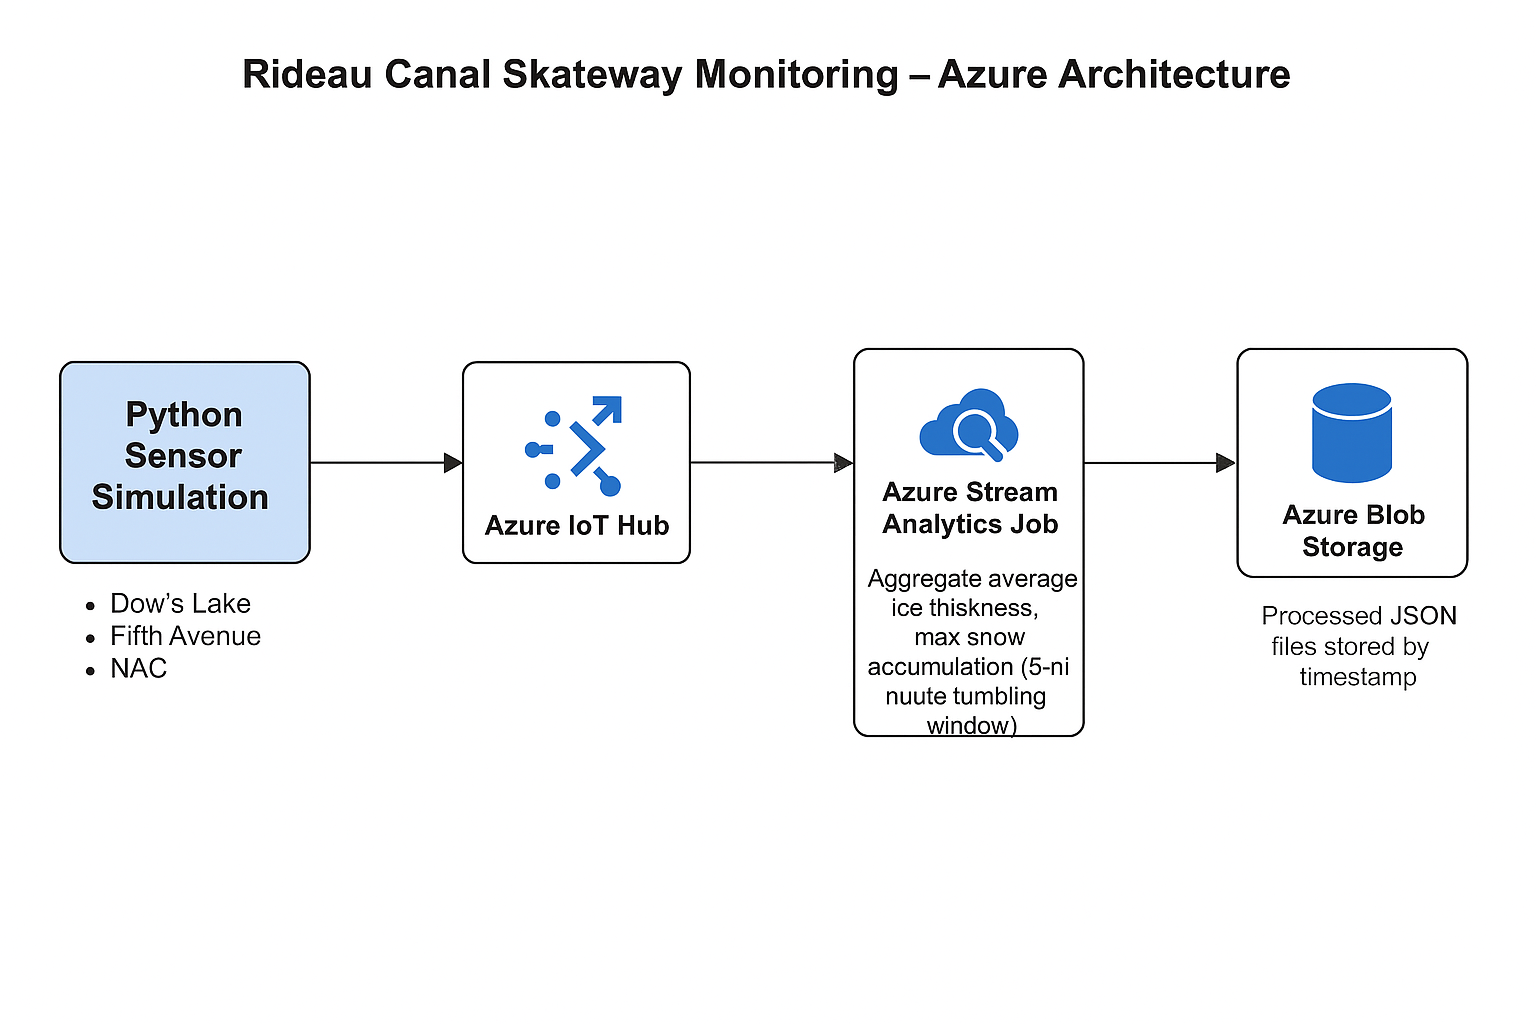 Rideau Canal Skateway Monitoring – Azure Architecture
Python
Sensor
Simulation
• Dow’s Lake
• Fifth Avenue
• NAC
Azure IoT Hub
Azure Stream
Analytics Job
Aggregate average
ice thiskness,
max snow
accumulation (5-ni
nuute tumbling
window)
Azure Blob
Storage
Processed JSON
files stored by
timestamp